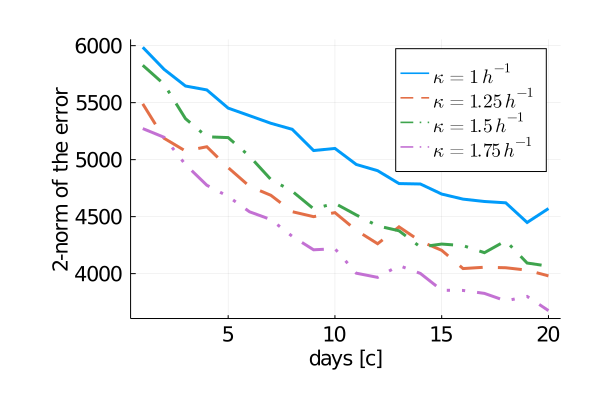 6000
5500
5000
4500
4000
2-norm of the error
5
10
15
20
days [c]
κ = 1 h⁻¹
κ = 1.25 h⁻¹
κ = 1.5 h⁻¹
κ = 1.75 h⁻¹